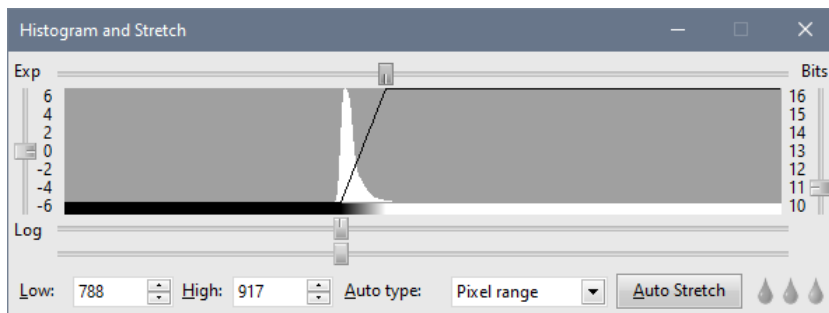 Histogram and Stretch
Exp Bits
6 16
4 15
2 14
0 13
-2 12
-4 11
-6 10
Log
Low: 788 High: 917 Auto type: Pixel range Auto Stretch